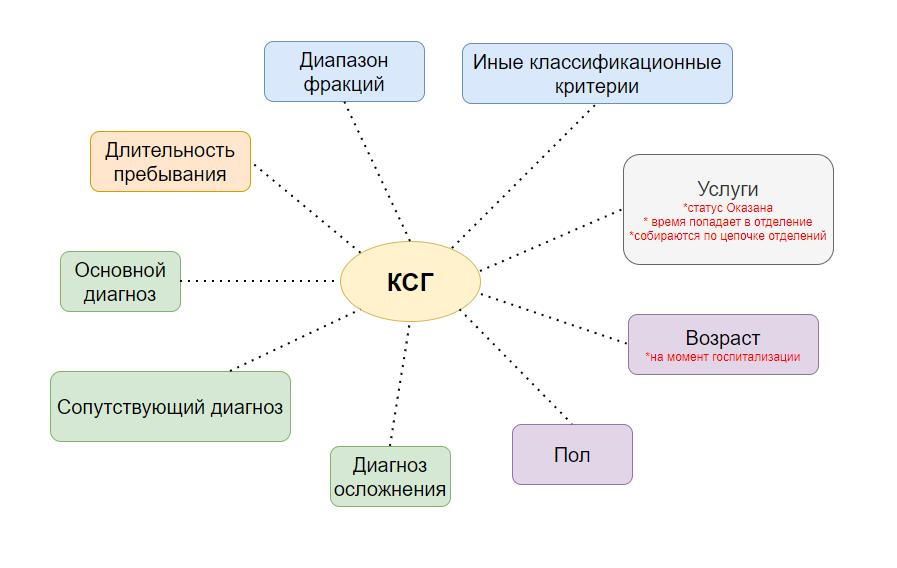 Диапазон
фракций
Иные классификационные
критерии
Длительность
пребывания
Услуги
*статус Оказана
* время попадает в отделение
*собираются по цепочке отделений
Основной
диагноз
КСГ
Возраст
*на момент госпитализации
Сопутствующий диагноз
Пол
Диагноз
осложнения